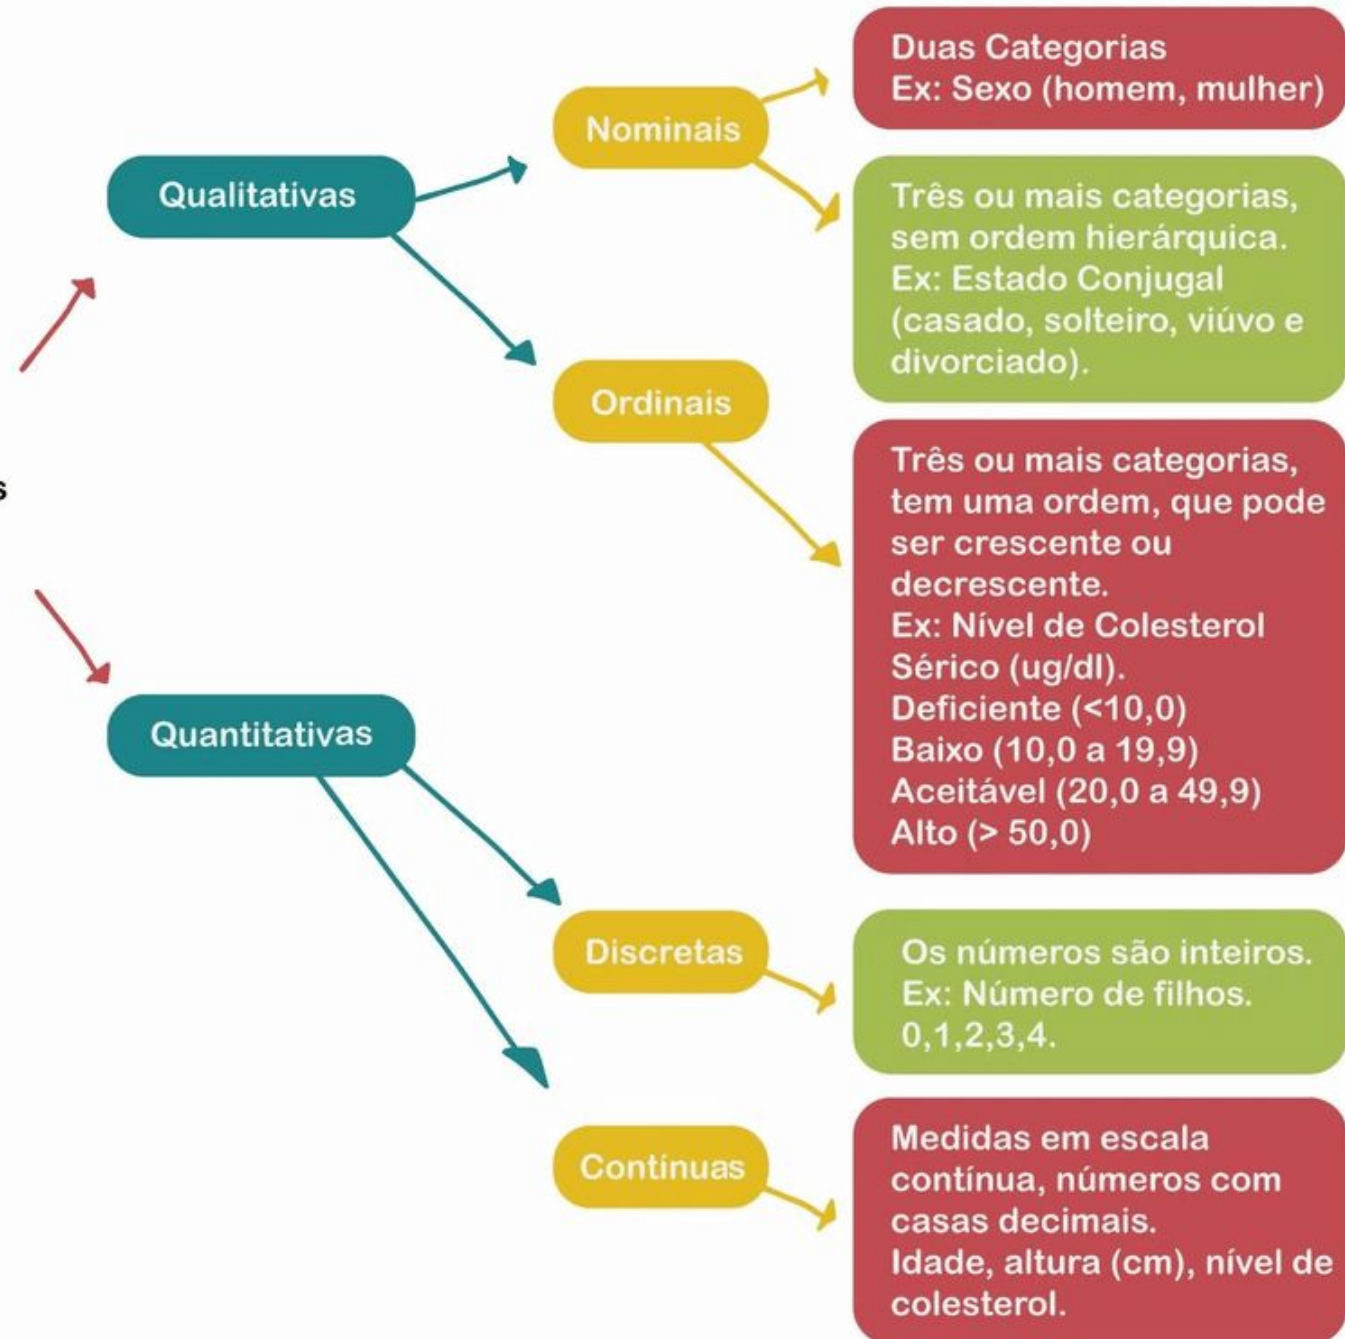 Qualitativas
Nominais
Duas Categorias
Ex: Sexo (homem, mulher)
Três ou mais categorias,
sem ordem hierárquica.
Ex: Estado Conjugal
(casado, solteiro, viúvo e
divorciado).
Ordinais
Três ou mais categorias,
tem uma ordem, que pode
ser crescente ou
decrescente.
Ex: Nível de Colesterol
Sérico (ug/dl).
Deficiente (<10,0)
Baixo (10,0 a 19,9)
Aceitável (20,0 a 49,9)
Alto (> 50,0)
s
Quantitativas
Discretas
Os números são inteiros.
Ex: Número de filhos.
0,1,2,3,4.
Contínuas
Medidas em escala
contínua, números com
casas decimais.
Idade, altura (cm), nível de
colesterol.